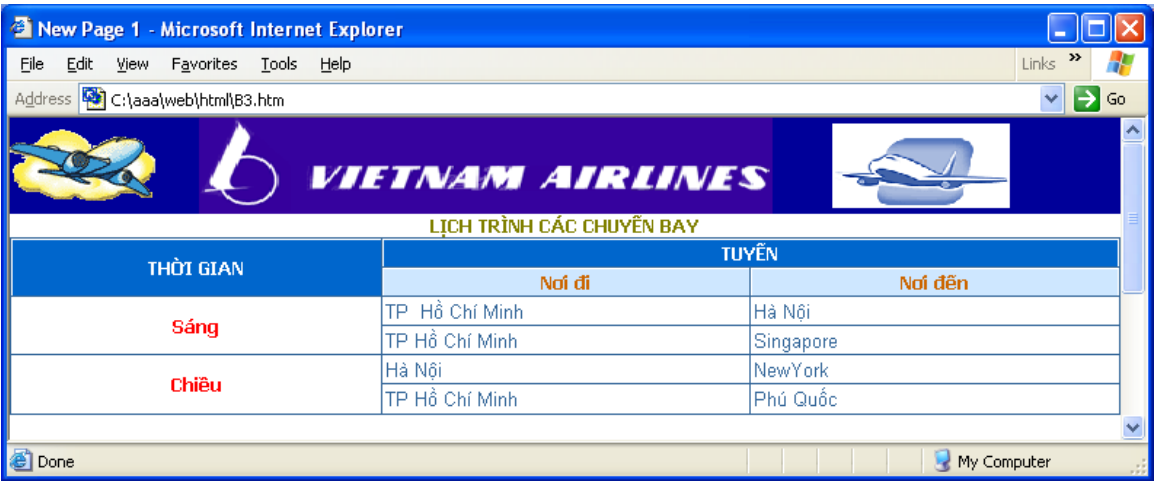 New Page 1 - Microsoft Internet Explorer
File Edit View Favorites Tools Help Links »
Address C:\aaa\web\html\B3.htm Go
VIETNAM AIRLINES
LỊCH TRÌNH CÁC CHUYẾN BAY
THỜI GIAN TUYẾN
Nơi đi Nơi đến
Sáng TP Hồ Chí Minh Hà Nội
TP Hồ Chí Minh Singapore
Chiều Hà Nội NewYork
TP Hồ Chí Minh Phú Quốc
Done My Computer